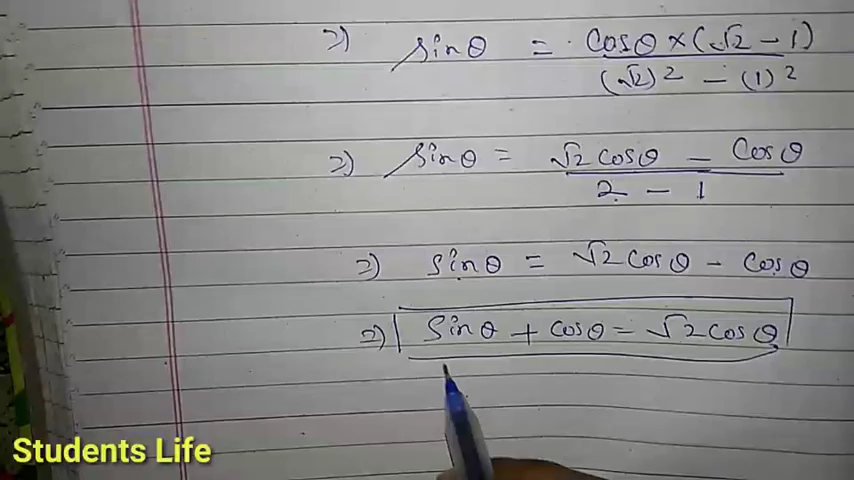 =) sinθ = cosθ × (√2 - 1)
(√2)² - (1)²
=) sinθ = √2 cosθ - cosθ
2 - 1
=) sinθ = √2 cosθ - cosθ
=) sinθ + cosθ = √2 cosθ
Students Life